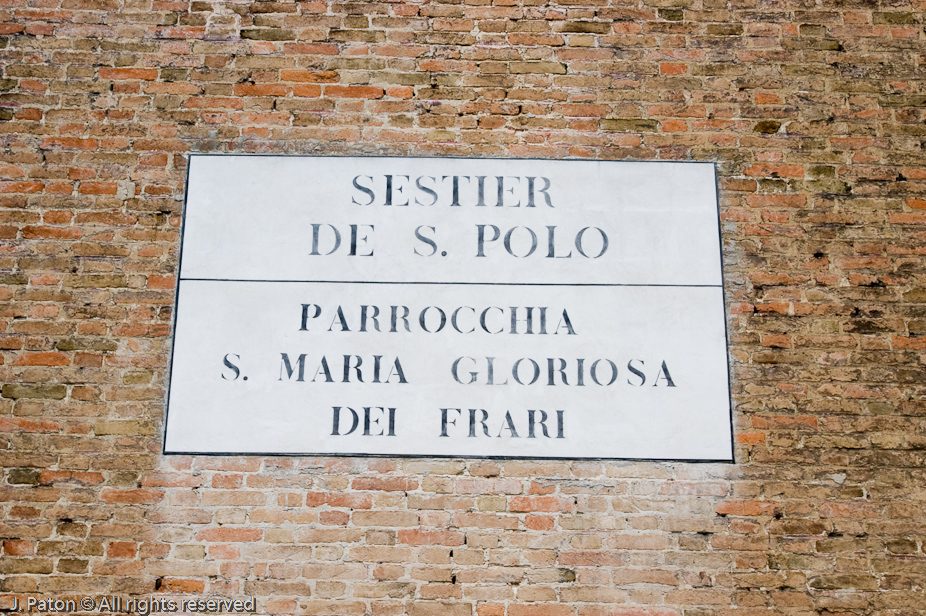 SESTIER
DE S. POLO
PARROCCHIA
S. MARIA GLORIOSA
DEI FRARI
J. Paton © All rights reserved